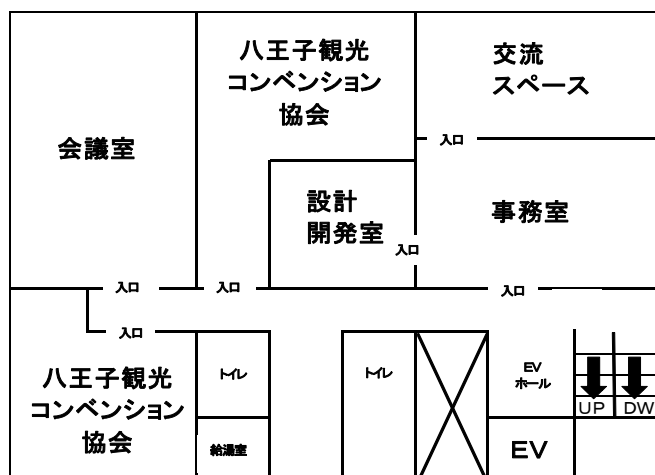 八王子観光
コンベンション
協会
交流
スペース
会議室
入口
設計
開発室
事務室
入口
入口
入口
入口
入口
八王子観光
コンベンション
協会
トイレ
トイレ
EV
ホール
UP
DW
給湯室
EV